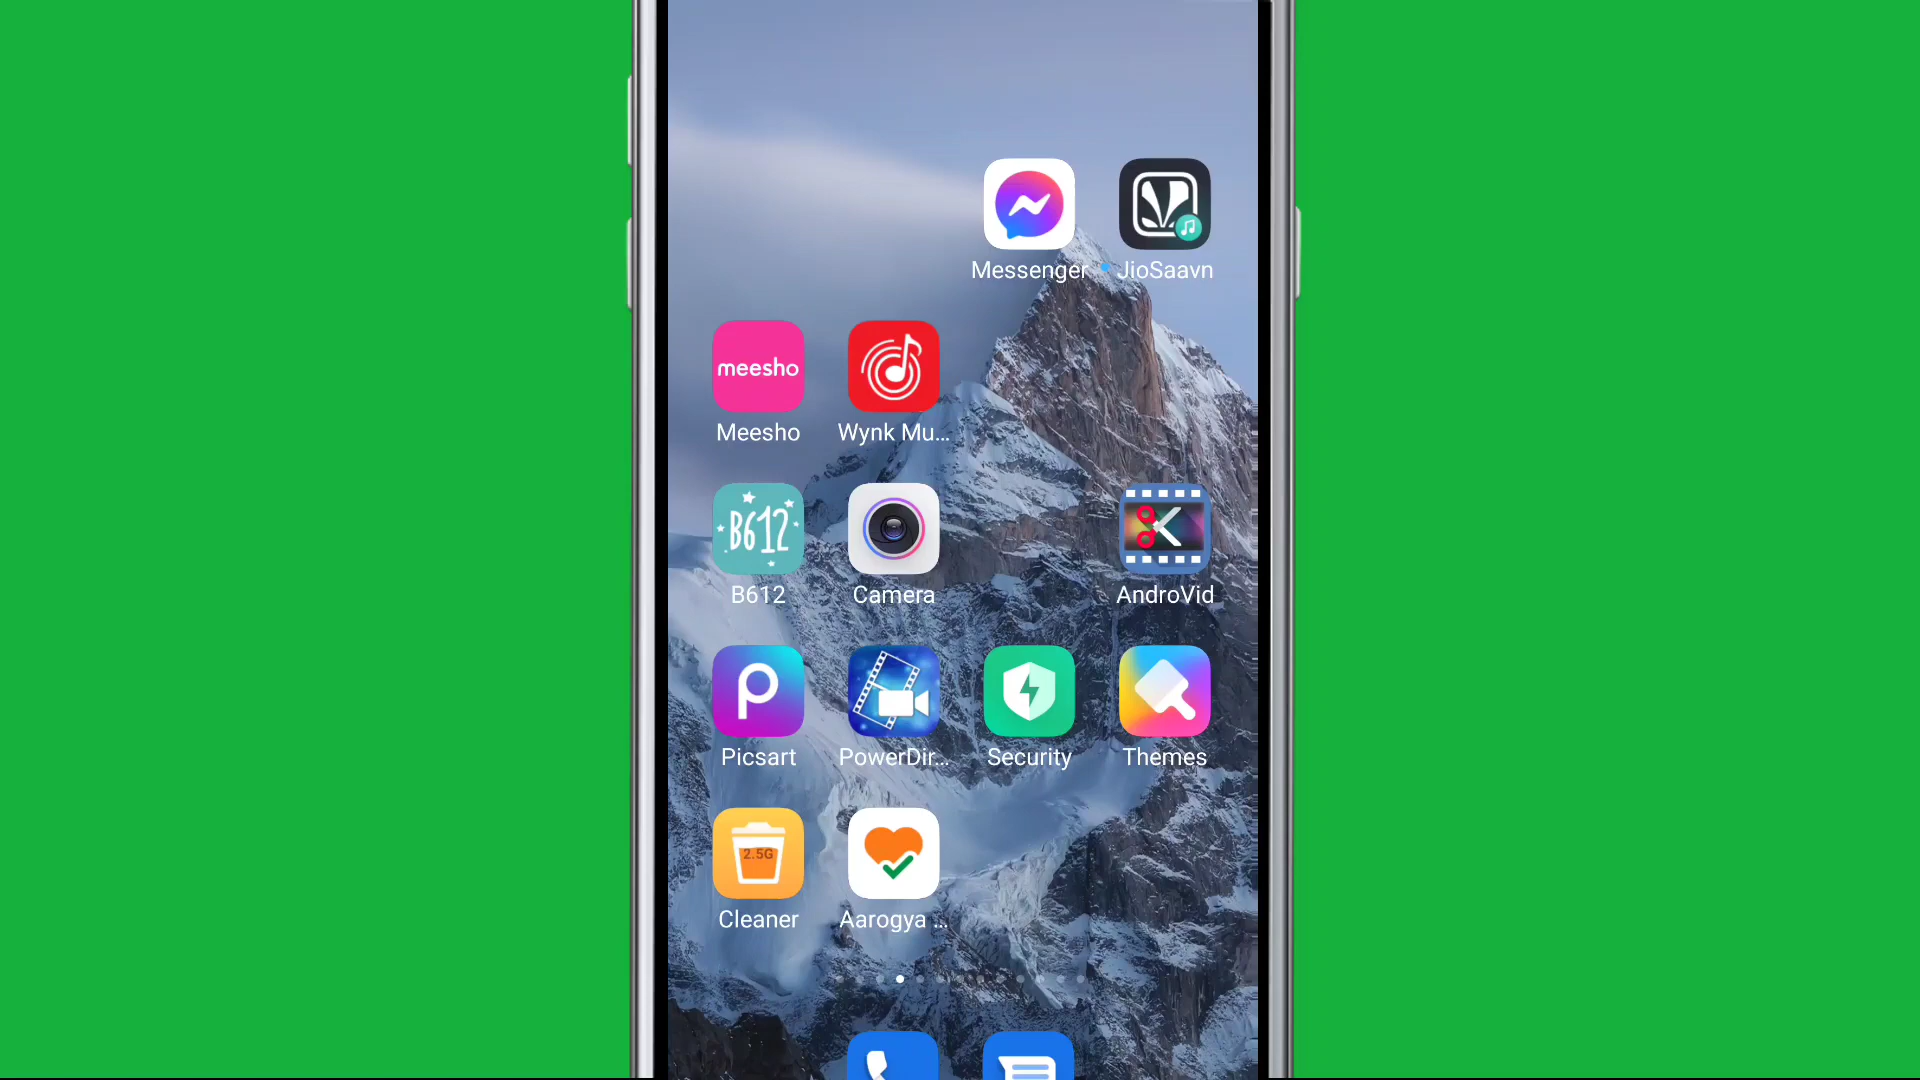 Messenger
JioSaavn
meesho
Meesho
Wynk Mu...
B612
B612
Camera
AndroVid
Picsart
PowerDir...
Security
Themes
2.5G
Cleaner
Aarogya ...